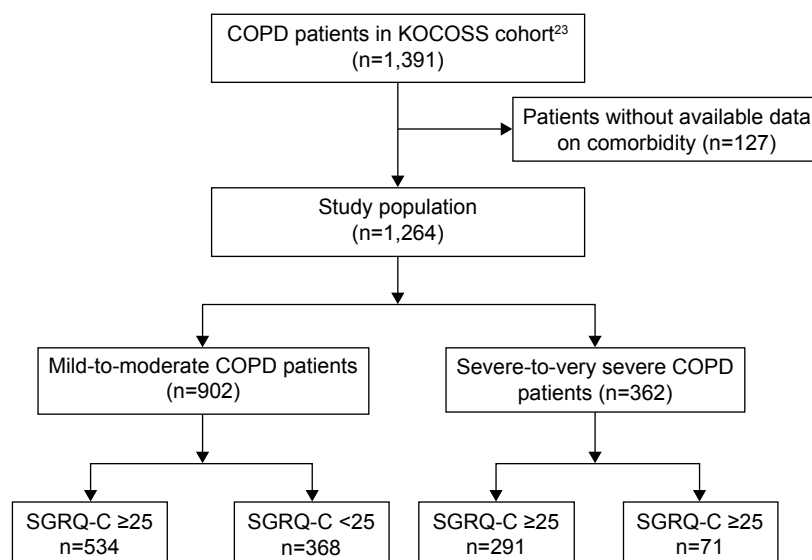 COPD patients in KOCOSS cohort²³
(n=1,391)
Patients without available data
on comorbidity (n=127)
Study population
(n=1,264)
Mild-to-moderate COPD patients
(n=902)
Severe-to-very severe COPD
patients (n=362)
SGRQ-C ≥25
n=534
SGRQ-C <25
n=368
SGRQ-C ≥25
n=291
SGRQ-C ≥25
n=71